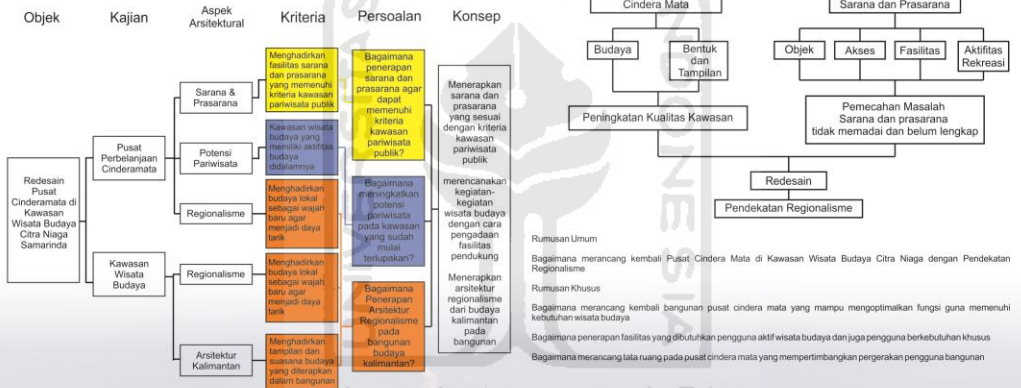 Objek
Kajian
Aspek
Arsitektural
Kriteria
Persoalan
Konsep
Redesain
Pusat
Cinderamata di
Kawasan
Wisata Budaya
Citra Niaga
Samarinda
Pusat
Perbelanjaan
Cinderamata
Kawasan
Wisata
Budaya
Sarana &
Prasarana
Potensi
Pariwisata
Regionalisme
Regionalisme
Arsitektur
Kalimantan
Menghadirkan
fasilitas sarana
dan prasarana
yang memenuhi
kriteria kawasan
pariwisata publik
Kawasan wisata
budaya yang
memiliki aktifitas
budaya
didalamnya
Menghadirkan
budaya lokal
sebagai wajah
baru agar
menjadi daya
tarik
Menghadirkan
budaya lokal
sebagai wajah
baru agar
menjadi daya
tarik
Menghadirkan
tampilan dan
suasana budaya
yang diterapkan
dalam bangunan
Bagaimana
penerapan
sarana dan
prasarana agar
dapat
memenuhi
kriteria
kawasan
pariwisata
publik?
Bagaimana
meningkatkan
potensi
pariwisata
pada kawasan
yang sudah
mulai
terlupakan?
Bagaimana
Penerapan
Arsitektur
Regionalisme
pada
bangunan
budaya
kalimantan?
Menerapkan
sarana dan
prasarana
yang sesuai
dengan kriteria
kawasan
pariwisata
publik
merencanakan
kegiatan-
kegiatan
wisata budaya
dengan cara
pengadaan
fasilitas
pendukung
Menerapkan
arsitektur
regionalisme
dari budaya
kalimantan
pada
bangunan
Cindera Mata
Sarana dan Prasarana
Budaya
Bentuk
dan
Tampilan
Objek
Akses
Fasilitas
Aktifitas
Rekreasi
Peningkatan Kualitas Kawasan
Pemecahan Masalah
Sarana dan prasarana
tidak memadai dan belum lengkap
Redesain
Pendekatan Regionalisme
Rumusan Umum
Bagaimana merancang kembali Pusat Cindera Mata di Kawasan Wisata Budaya Citra Niaga dengan Pendekatan
Regionalisme
Rumusan Khusus
Bagaimana merancang kembali bangunan pusat cindera mata yang mampu mengoptimalkan fungsi guna memenuhi
kebutuhan wisata budaya
Bagaimana penerapan fasilitas yang dibutuhkan pengguna aktif wisata budaya dan juga pengguna berkebutuhan khusus
Bagaimana merancang tata ruang pada pusat cindera mata yang mempertimbangkan pergerakan pengguna bangunan
UNIVERSITAS
INDONESIA